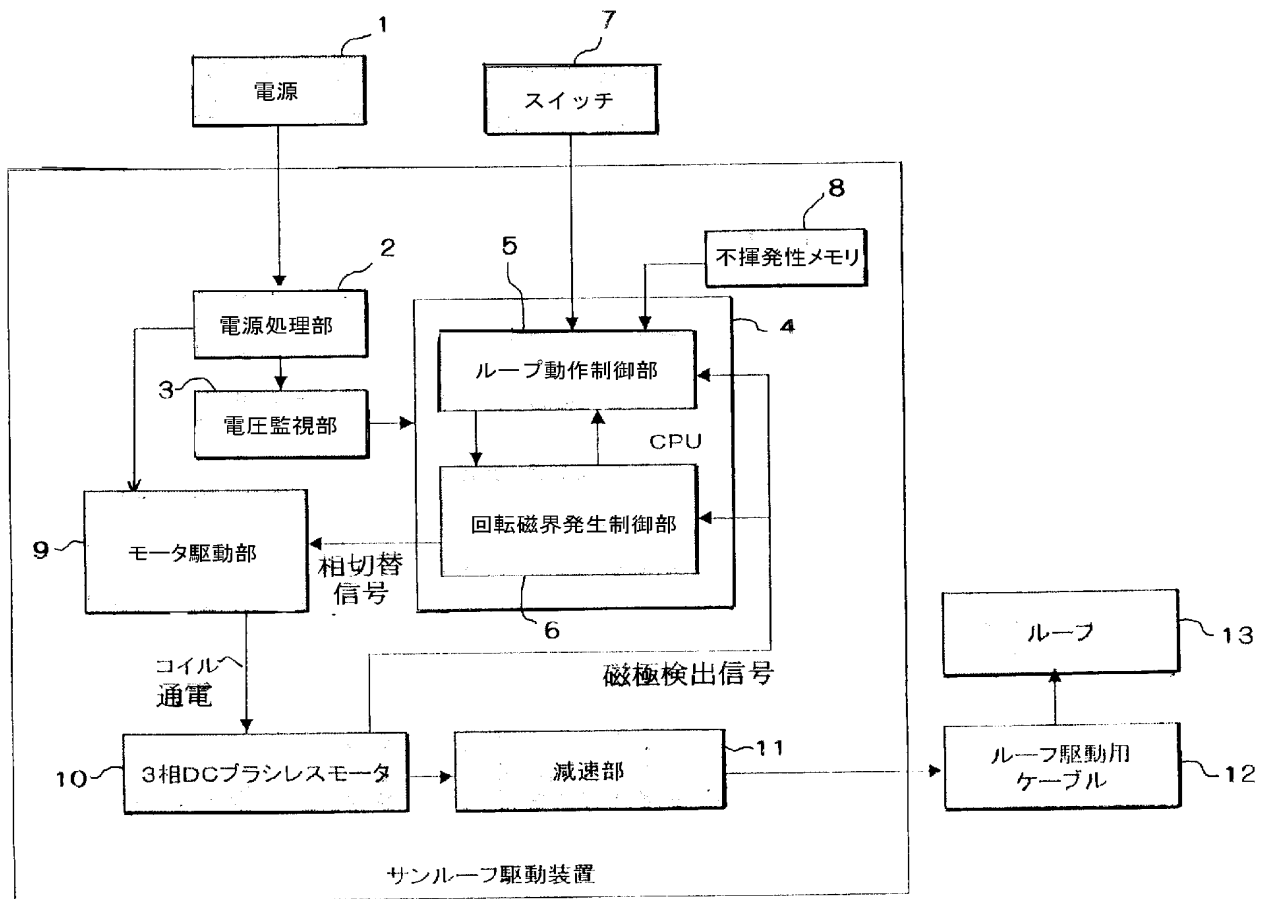 1
電源
7
スイッチ
8
不揮発性メモリ
2
電源処理部
5
ループ動作制御部
4
3
電圧監視部
CPU
9
モータ駆動部
回転磁界発生制御部
相切替
信号
6
コイルへ
通電
磁極検出信号
ルーフ
13
10
3相DCブラシレスモータ
減速部
11
ルーフ駆動用
ケーブル
12
サンルーフ駆動装置